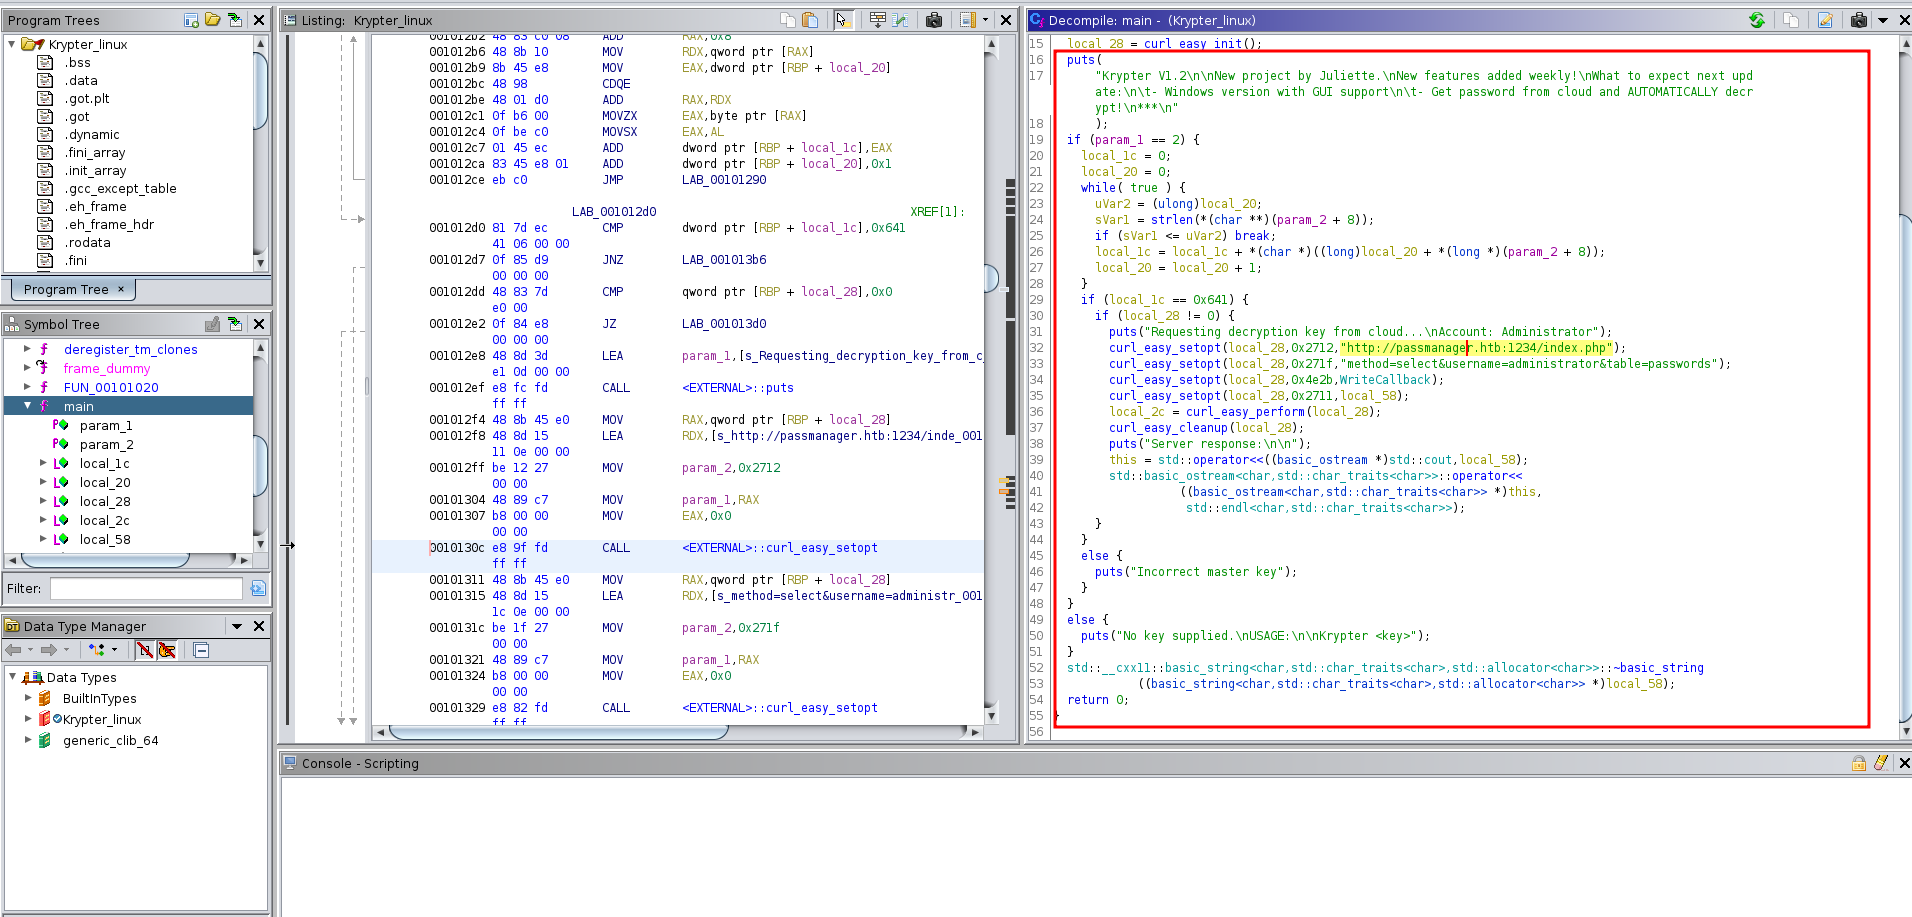 Program Trees
Krypter_linux
.bss
.data
.got.plt
.got
.dynamic
.fini_array
.init_array
.gcc_except_table
.eh_frame
.eh_frame_hdr
.rodata
.fini
Program Tree ×
Symbol Tree
f deregister_tm_clones
f frame_dummy
f FUN_00101020
f main
param_1
param_2
local_1c
local_20
local_28
local_2c
local_58
Filter:
Data Type Manager
Data Types
BuiltInTypes
Krypter_linux
generic_clib_64
Listing: Krypter_linux
001012b2 48 83 c0 08 ADD RAX,0x8
001012b6 48 8b 10 MOV RDX,qword ptr [RAX]
001012b9 8b 45 e8 MOV EAX,dword ptr [RBP + local_20]
001012bc 48 98 CDQE
001012be 48 01 d0 ADD RAX,RDX
001012c1 0f b6 00 MOVZX EAX,byte ptr [RAX]
001012c4 0f be c0 MOVSX EAX,AL
001012c7 01 45 ec ADD dword ptr [RBP + local_1c],EAX
001012ca 83 45 e8 01 ADD dword ptr [RBP + local_20],0x1
001012ce eb c0 JMP LAB_00101290
LAB_001012d0 XREF[1]:
001012d0 81 7d ec CMP dword ptr [RBP + local_1c],0x641
41 06 00 00
001012d7 0f 85 d9 JNZ LAB_001013b6
00 00 00
001012dd 48 83 7d CMP qword ptr [RBP + local_28],0x0
e0 00
001012e2 0f 84 e8 JZ LAB_001013d0
00 00 00
001012e8 48 8d 3d LEA param_1,[s_Requesting_decryption_key_from_c
e1 0d 00 00
001012ef e8 fc fd CALL <EXTERNAL>::puts
ff ff
001012f4 48 8b 45 e0 MOV RAX,qword ptr [RBP + local_28]
001012f8 48 8d 15 LEA RDX,[s_http://passmanager.htb:1234/inde_001
11 0e 00 00
001012ff be 12 27 MOV param_2,0x2712
00 00
00101304 48 89 c7 MOV param_1,RAX
00101307 b8 00 00 MOV EAX,0x0
00 00
0010130c e8 9f fd CALL <EXTERNAL>::curl_easy_setopt
ff ff
00101311 48 8b 45 e0 MOV RAX,qword ptr [RBP + local_28]
00101315 48 8d 15 LEA RDX,[s_method=select&username=administr_001
1c 0e 00 00
0010131c be 1f 27 MOV param_2,0x271f
00 00
00101321 48 89 c7 MOV param_1,RAX
00101324 b8 00 00 MOV EAX,0x0
00 00
00101329 e8 82 fd CALL <EXTERNAL>::curl_easy_setopt
ff ff
Decompile: main - (Krypter_linux)
15 local_28 = curl_easy_init();
16 puts(
17 "Krypter V1.2\n\nNew project by Juliette.\nNew features added weekly!\nWhat to expect next upd
ate:\n\t- Windows version with GUI support\n\t- Get password from cloud and AUTOMATICALLY decr
ypt!\n***\n"
18 );
19 if (param_1 == 2) {
20 local_1c = 0;
21 local_20 = 0;
22 while( true ) {
23 uVar2 = (ulong)local_20;
24 sVar1 = strlen(*(char **)(param_2 + 8));
25 if (sVar1 <= uVar2) break;
26 local_1c = local_1c + *(char *)((long)local_20 + *(long *)(param_2 + 8));
27 local_20 = local_20 + 1;
28 }
29 if (local_1c == 0x641) {
30 if (local_28 != 0) {
31 puts("Requesting decryption key from cloud...\nAccount: Administrator");
32 curl_easy_setopt(local_28,0x2712,"http://passmanager.htb:1234/index.php");
33 curl_easy_setopt(local_28,0x271f,"method=select&username=administrator&table=passwords");
34 curl_easy_setopt(local_28,0x4e2b,WriteCallback);
35 curl_easy_setopt(local_28,0x2711,local_58);
36 local_2c = curl_easy_perform(local_28);
37 curl_easy_cleanup(local_28);
38 puts("Server response:\n\n");
39 this = std::operator<<((basic_ostream *)std::cout,local_58);
40 std::basic_ostream<char,std::char_traits<char>>::operator<<
41 ((basic_ostream<char,std::char_traits<char>> *)this,
42 std::endl<char,std::char_traits<char>>);
43 }
44 }
45 else {
46 puts("Incorrect master key");
47 }
48 }
49 else {
50 puts("No key supplied.\nUSAGE:\n\nKrypter <key>");
51 }
52 std::__cxx11::basic_string<char,std::char_traits<char>,std::allocator<char>>::~basic_string
53 ((basic_string<char,std::char_traits<char>,std::allocator<char>> *)local_58);
54 return 0;
55 }
56
Console - Scripting